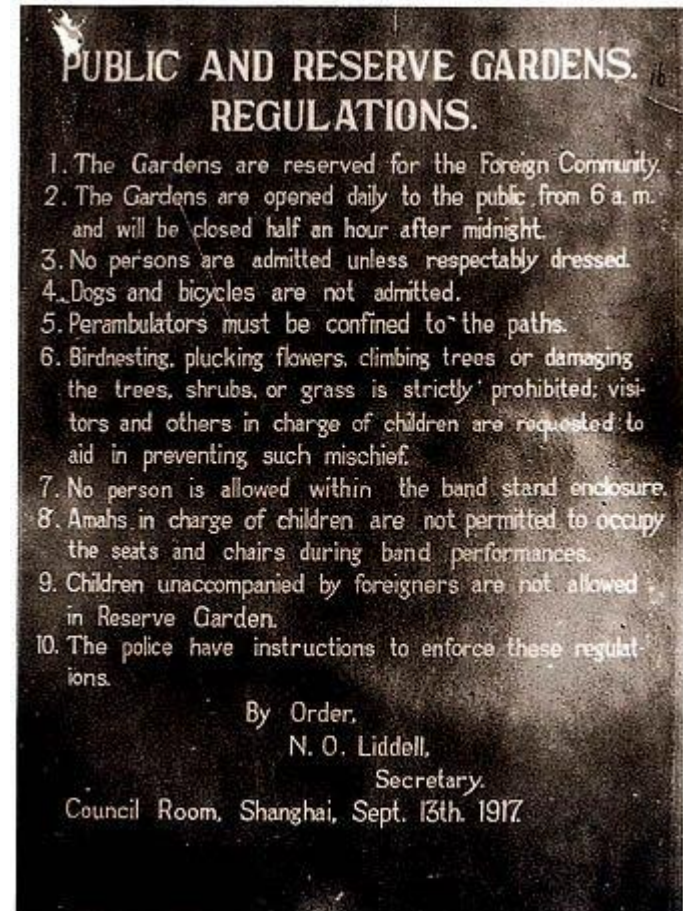 PUBLIC AND RESERVE GARDENS.
REGULATIONS.
1. The Gardens are reserved for the Foreign Community.
2. The Gardens are opened daily to the public from 6 a.m.
and will be closed half an hour after midnight.
3. No persons are admitted unless respectably dressed.
4. Dogs and bicycles are not admitted.
5. Perambulators must be confined to the paths.
6. Birdnesting, plucking flowers, climbing trees or damaging
the trees, shrubs, or grass is strictly prohibited; visi-
tors and others in charge of children are requested to
aid in preventing such mischief.
7. No person is allowed within the band stand enclosure.
8. Amahs in charge of children are not permitted to occupy
the seats and chairs during band performances.
9. Children unaccompanied by foreigners are not allowed
in Reserve Garden.
10. The police have instructions to enforce these regulat-
ions.
By Order,
N. O. Liddell,
Secretary.
Council Room, Shanghai, Sept. 13th. 1917.